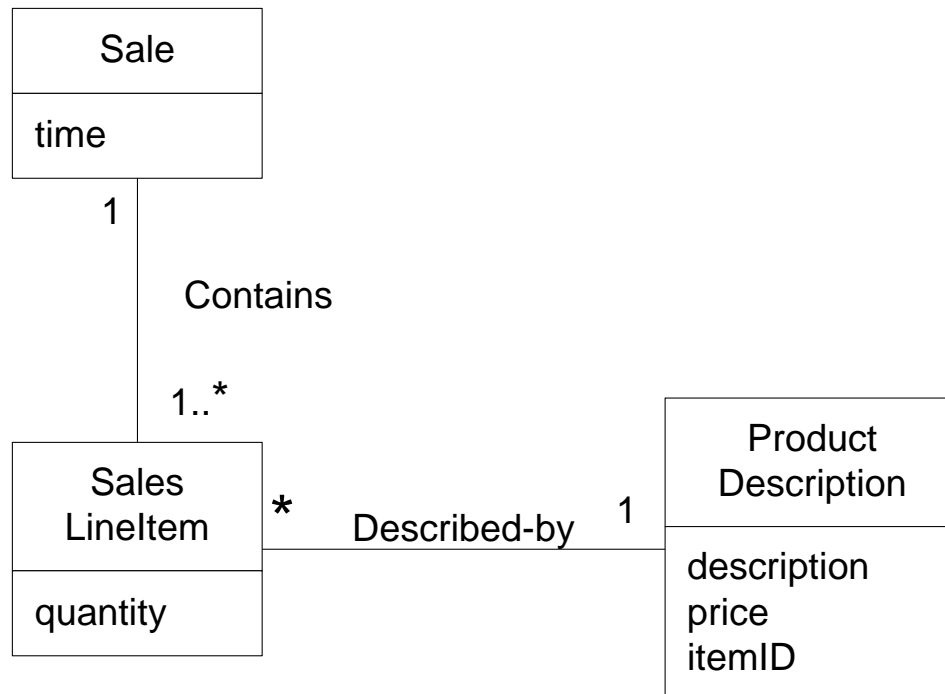 Sale
time
1
Contains
1..*
Sales
LineItem
quantity
*
Described-by
1
Product
Description
description
price
itemID